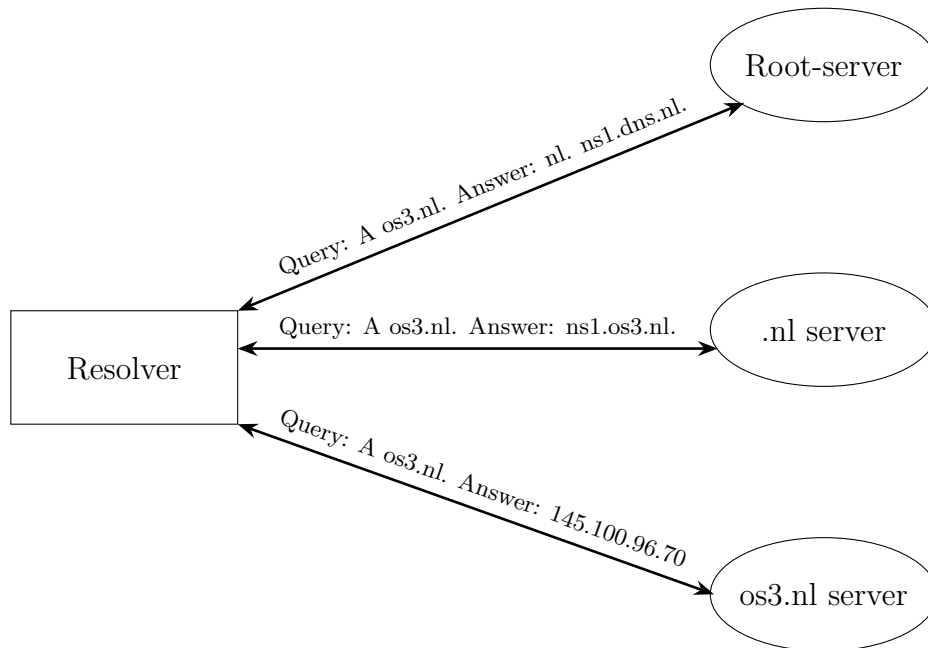 Root-server
Query: A os3.nl. Answer: nl. ns1.dns.nl.
Query: A os3.nl. Answer: ns1.os3.nl.
.nl server
Resolver
Query: A os3.nl. Answer: 145.100.96.70
os3.nl server